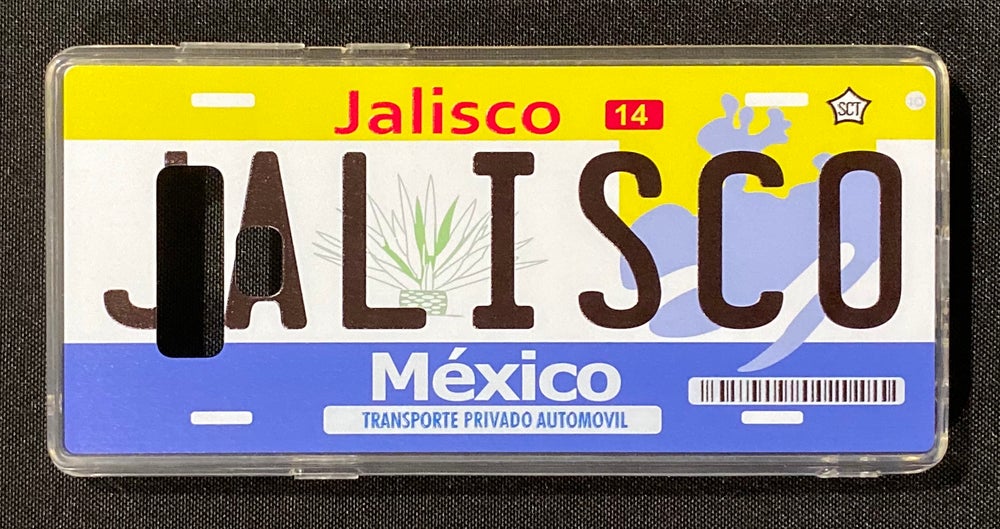 Jalisco 14 SCT
JALISCO
México
TRANSPORTE PRIVADO AUTOMOVIL